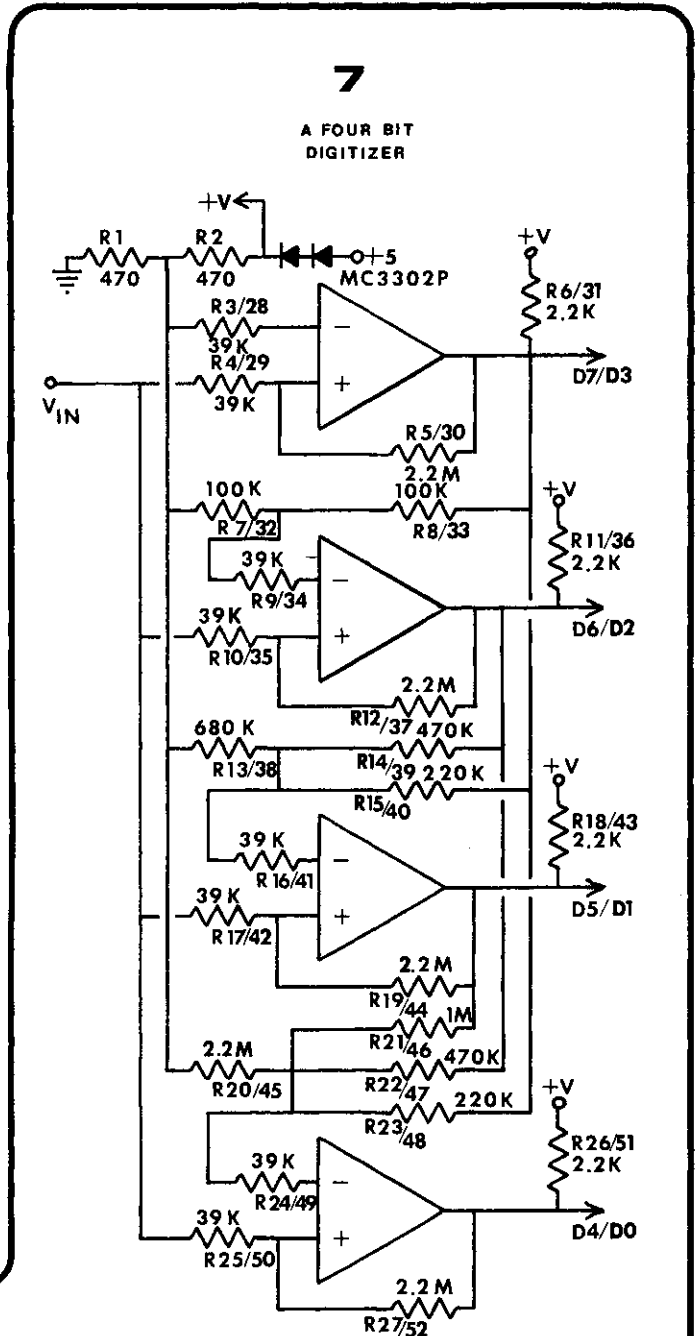 7
A FOUR BIT
DIGITIZER
+V
R1
470
R2
470
+5
MC3302P
+V
R6/31
2.2K
R3/28
39K
R4/29
39K
−
+
D7/D3
VIN
R5/30
2.2M
100K
R7/32
100K
R8/33
+V
R11/36
2.2K
39K
R9/34
−
39K
R10/35
+
D6/D2
2.2M
R12/37
680K
R13/38
470K
R14/39
220K
R15/40
+V
R18/43
2.2K
39K
R16/41
−
39K
R17/42
+
D5/D1
2.2M
R19/44
1M
R21/46
2.2M
R20/45
470K
R22/47
220K
R23/48
+V
R26/51
2.2K
39K
R24/49
−
39K
R25/50
+
D4/D0
2.2M
R27/52